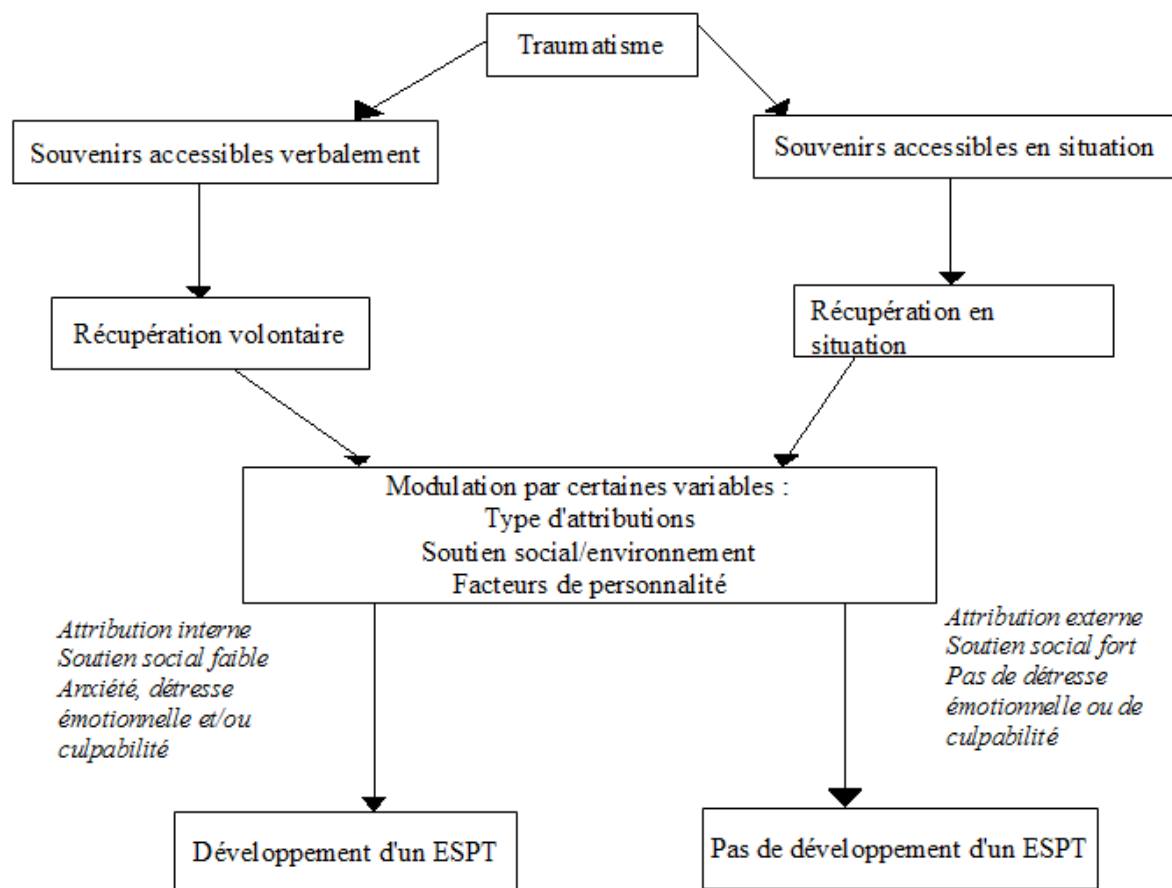 Traumatisme
Souvenirs accessibles verbalement
Souvenirs accessibles en situation
Récupération volontaire
Récupération en
situation
Modulation par certaines variables :
Type d'attributions
Soutien social/environnement
Facteurs de personnalité
Attribution interne
Soutien social faible
Anxiété, détresse
émotionnelle et/ou
culpabilité
Attribution externe
Soutien social fort
Pas de détresse
émotionnelle ou de
culpabilité
Développement d'un ESPT
Pas de développement d'un ESPT